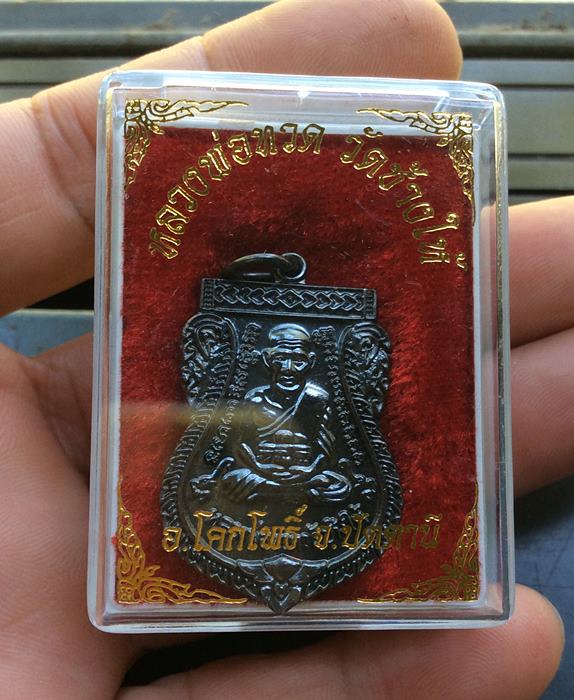 หลวงพ่อทวด วัดช้างให้
อ.โคกโพธิ์ จ.ปัตตานี